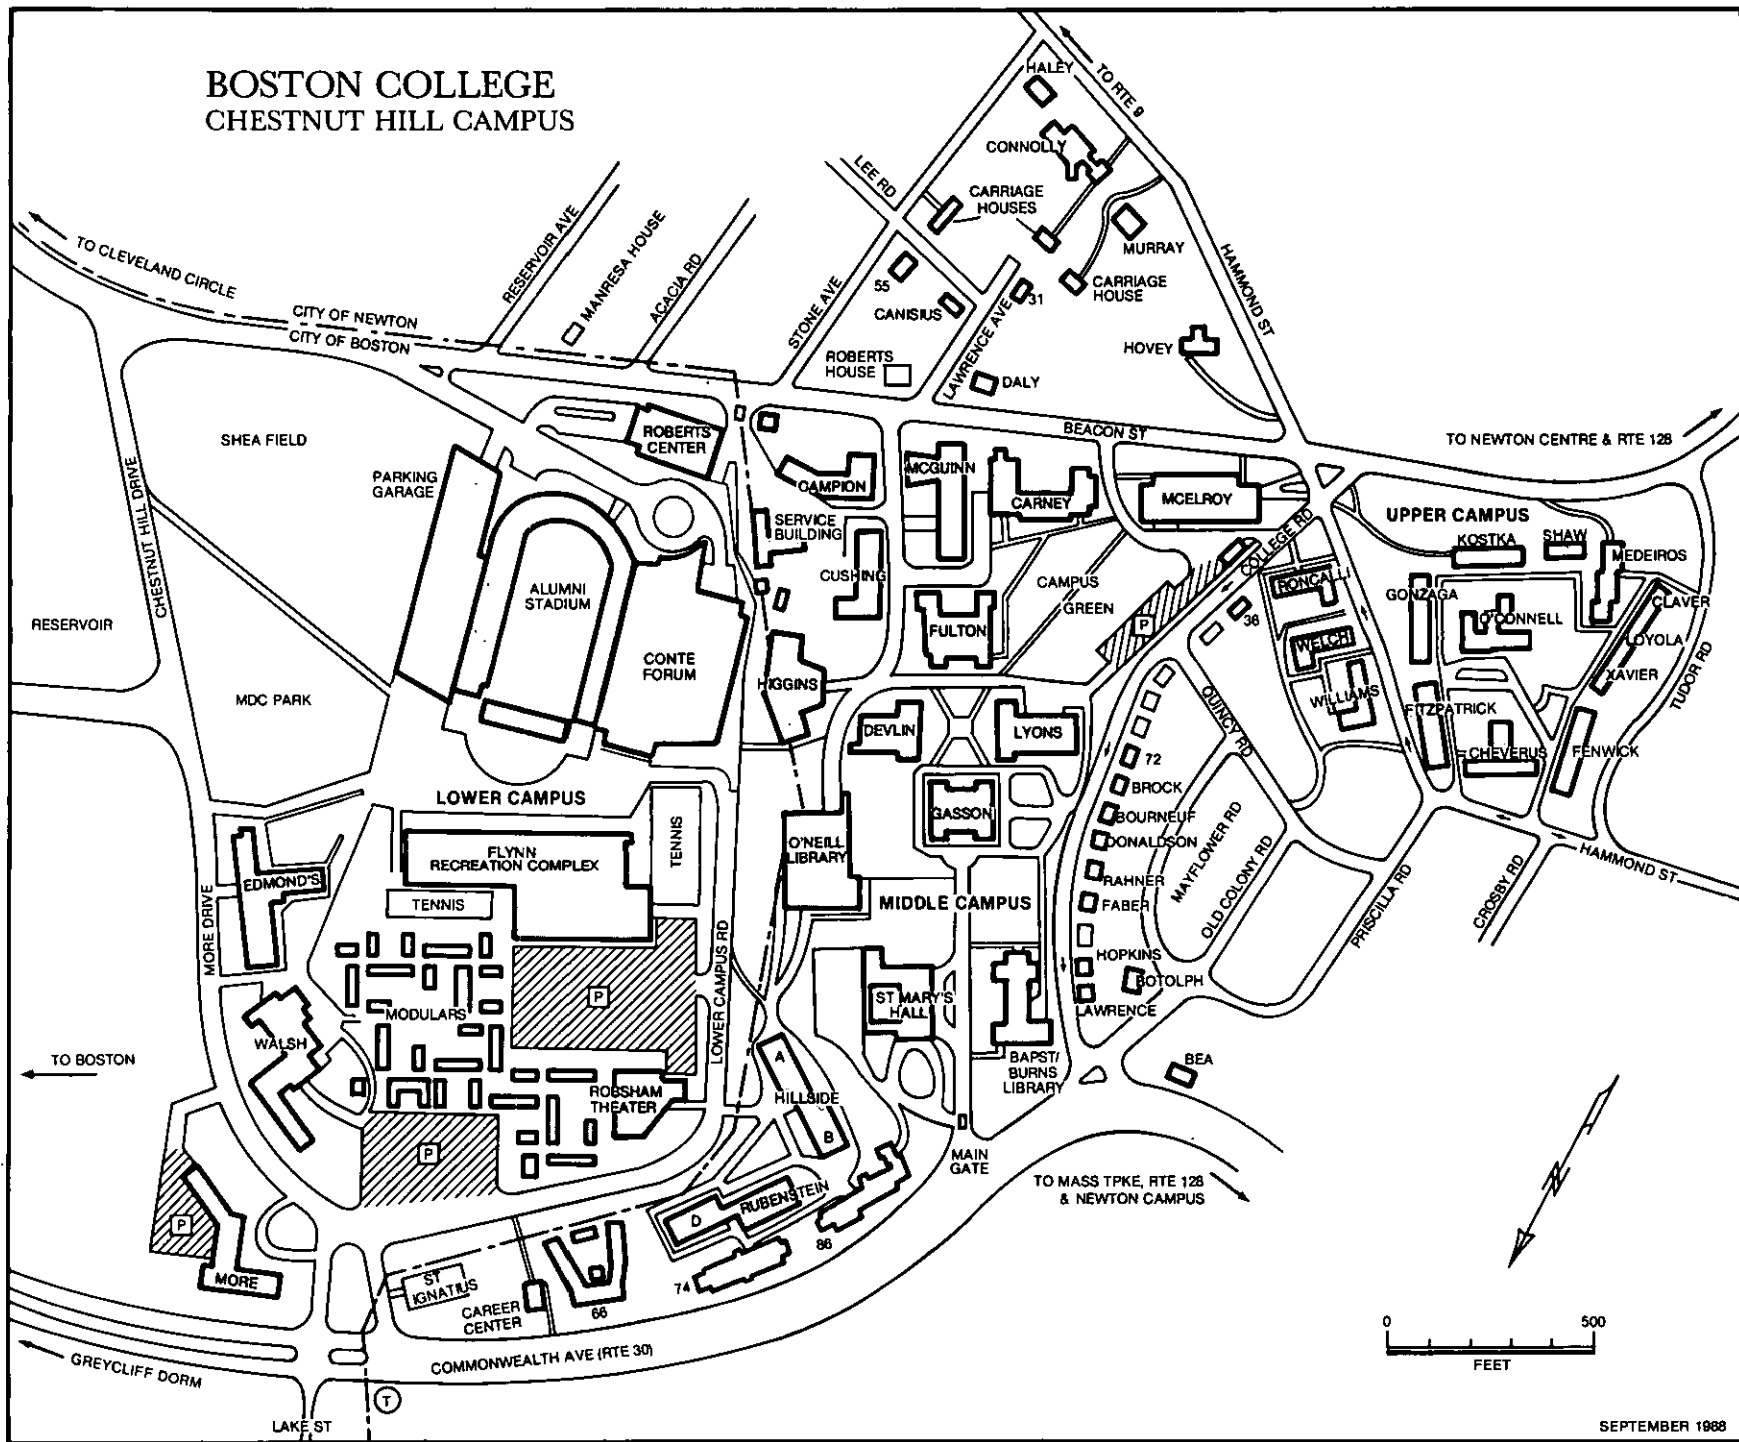 BOSTON COLLEGE
CHESTNUT HILL CAMPUS
HALEY
TO RTE 9
CONNOLLY
LEE RD
CARRIAGE
HOUSES
MURRAY
HAMMOND ST
CARRIAGE
HOUSE
TO CLEVELAND CIRCLE
RESERVOIR AVE
MANRESA HOUSE
ACACIA RD
STONE AVE
55
31
CANISIUS
LAWRENCE AVE
HOVEY
CITY OF NEWTON
CITY OF BOSTON
ROBERTS
HOUSE
DALY
BEACON ST
TO NEWTON CENTRE & RTE 128
SHEA FIELD
ROBERTS
CENTER
PARKING
GARAGE
CAMPION
MCGUINN
CARNEY
MCELROY
CHESTNUT HILL DRIVE
SERVICE
BUILDING
COLLEGE RD
UPPER CAMPUS
KOSTKA
SHAW
MEDEIROS
CUSHING
CAMPUS
GREEN
RONCALLI
GONZAGA
CLAVER
ALUMNI
STADIUM
36
O'CONNELL
RESERVOIR
FULTON
P
WELCH
LOYOLA
CONTE
FORUM
HIGGINS
XAVIER
TUDOR RD
MDC PARK
QUINCY RD
WILLIAMS
FITZPATRICK
DEVLIN
LYONS
72
CHEVERUS
FENWICK
LOWER CAMPUS
BROCK
GASSON
BOURNEUF
MAYFLOWER RD
TENNIS
O'NEILL
LIBRARY
DONALDSON
FLYNN
RECREATION COMPLEX
OLD COLONY RD
HAMMOND ST
EDMOND'S
RAHNER
PRISCILLA RD
CROSBY RD
TENNIS
MIDDLE CAMPUS
FABER
MORE DRIVE
LOWER CAMPUS RD
HOPKINS
BOTOLPH
P
ST MARY'S
HALL
LAWRENCE
MODULARS
WALSH
TO BOSTON
A
BAPST/
BURNS
LIBRARY
BEA
ROBSHAM
THEATER
HILLSIDE
B
P
MAIN
GATE
TO MASS TPKE, RTE 128
& NEWTON CAMPUS
N
P
D
RUBENSTEIN
86
MORE
ST
IGNATIUS
74
CAREER
CENTER
66
0
500
FEET
COMMONWEALTH AVE (RTE 30)
GREYCLIFF DORM
T
LAKE ST
SEPTEMBER 1988